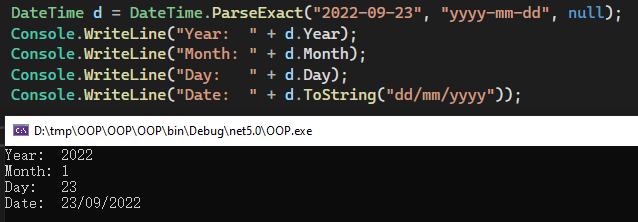 DateTime d = DateTime.ParseExact("2022-09-23", "yyyy-mm-dd", null);
Console.WriteLine("Year:  " + d.Year);
Console.WriteLine("Month: " + d.Month);
Console.WriteLine("Day:   " + d.Day);
Console.WriteLine("Date:  " + d.ToString("dd/mm/yyyy"));
D:\tmp\OOP\OOP\OOP\bin\Debug\net5.0\OOP.exe
Year:  2022
Month: 1
Day:   23
Date:  23/09/2022